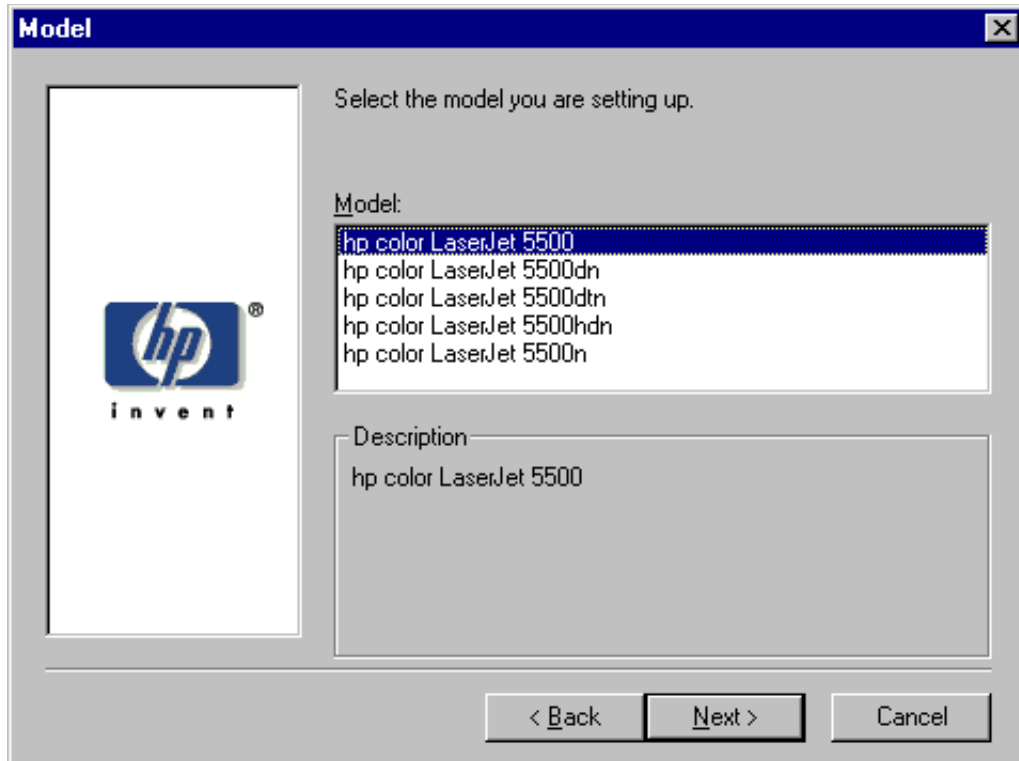 Model
Select the model you are setting up.
Model:
hp color LaserJet 5500
hp color LaserJet 5500dn
hp color LaserJet 5500dtn
hp color LaserJet 5500hdn
hp color LaserJet 5500n
hp ®
invent
Description
hp color LaserJet 5500
< Back
Next >
Cancel